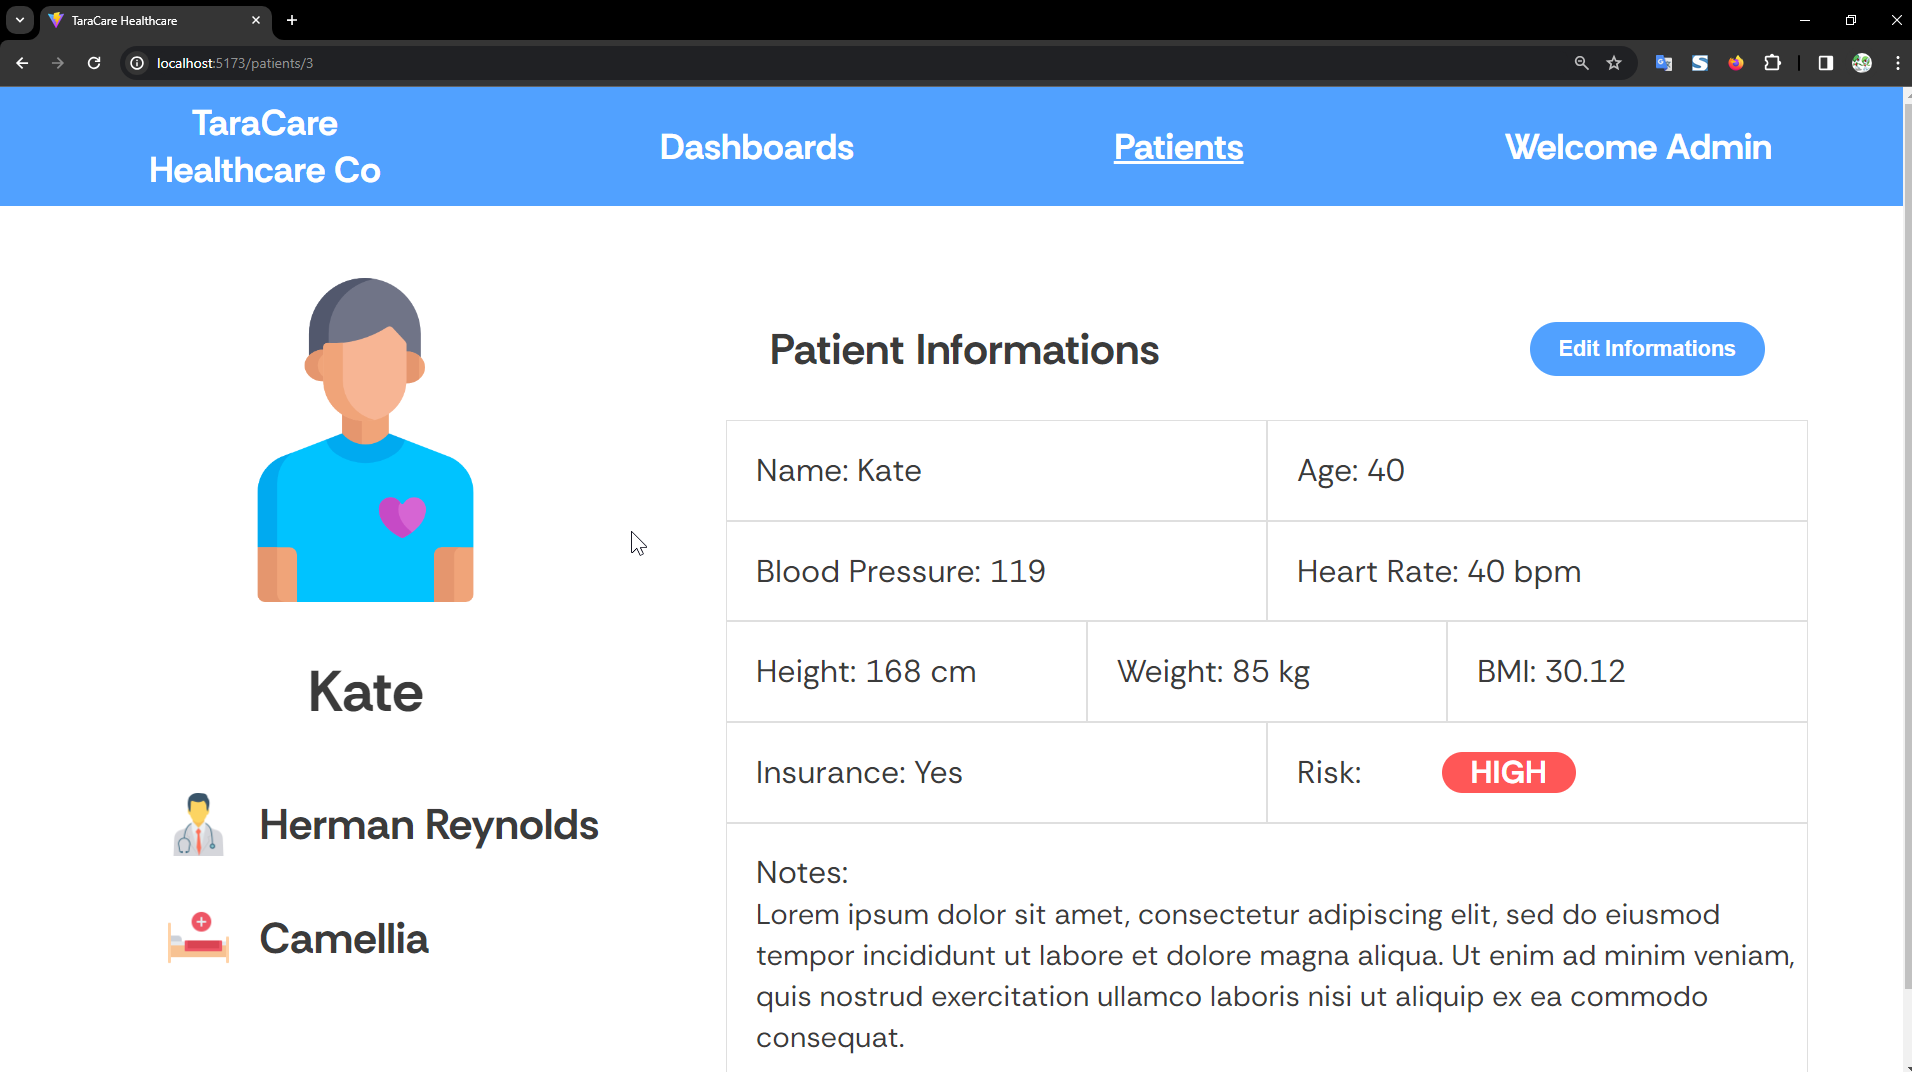 TaraCare Healthcare
localhost:5173/patients/3
TaraCare
Healthcare Co
Dashboards
Patients
Welcome Admin
Kate
Herman Reynolds
Camellia
Patient Informations
Edit Informations
Name: Kate
Age: 40
Blood Pressure: 119
Heart Rate: 40 bpm
Height: 168 cm
Weight: 85 kg
BMI: 30.12
Insurance: Yes
Risk:
HIGH
Notes:
Lorem ipsum dolor sit amet, consectetur adipiscing elit, sed do eiusmod
tempor incididunt ut labore et dolore magna aliqua. Ut enim ad minim veniam,
quis nostrud exercitation ullamco laboris nisi ut aliquip ex ea commodo
consequat.